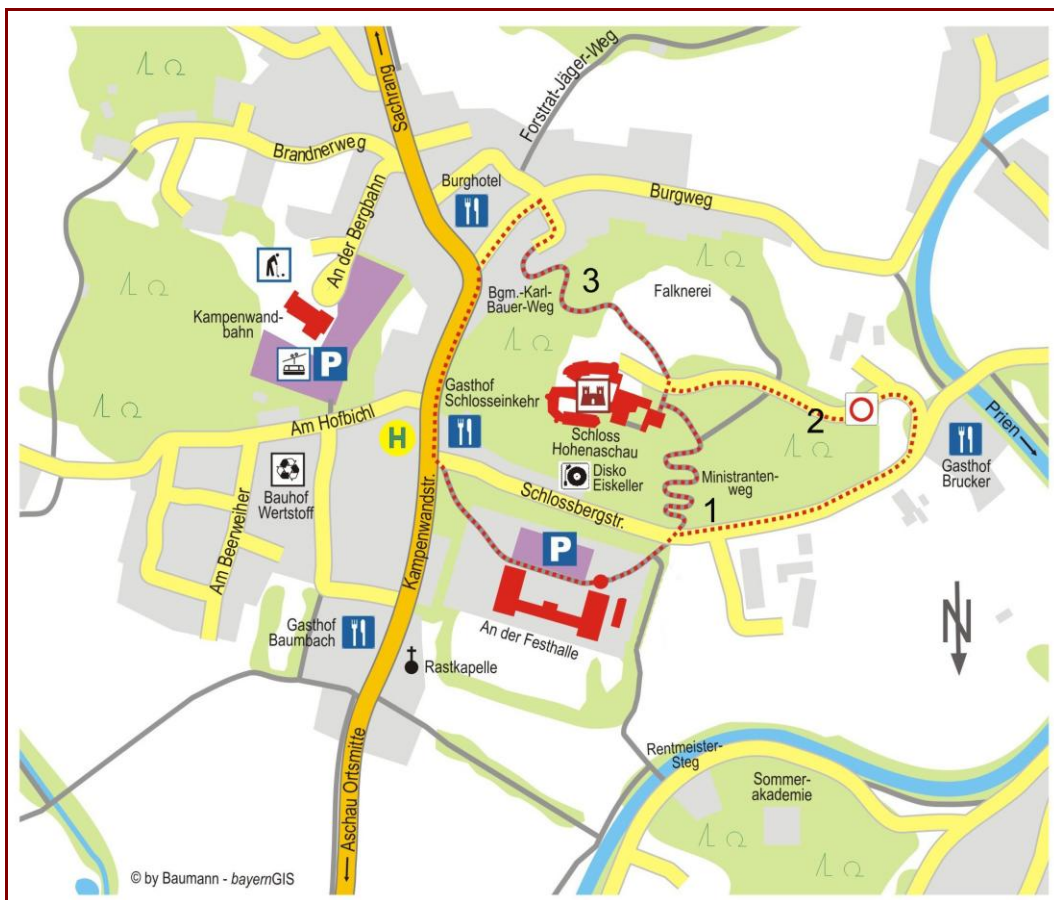 Sachrang
Forstrat-Jäger-Weg
Brandnerweg
An der Bergbahn
Burghotel
Burgweg
Kampenwand-
bahn
P
Bgm.-Karl-
Bauer-Weg
3
Falknerei
Gasthof
Schlosseinkehr
Am Hofbichl
H
Schloss
Hohenaschau
Disko
Eiskeller
2
Prien
Gasthof
Brucker
Bauhof
Wertstoff
Am Beerweiher
Kampenwandstr.
Schlossbergstr.
Ministranten-
weg
1
P
An der Festhalle
N
Gasthof
Baumbach
Rastkapelle
Aschau Ortsmitte
Rentmeister-
Steg
Sommer-
akademie
© by Baumann - bayernGIS